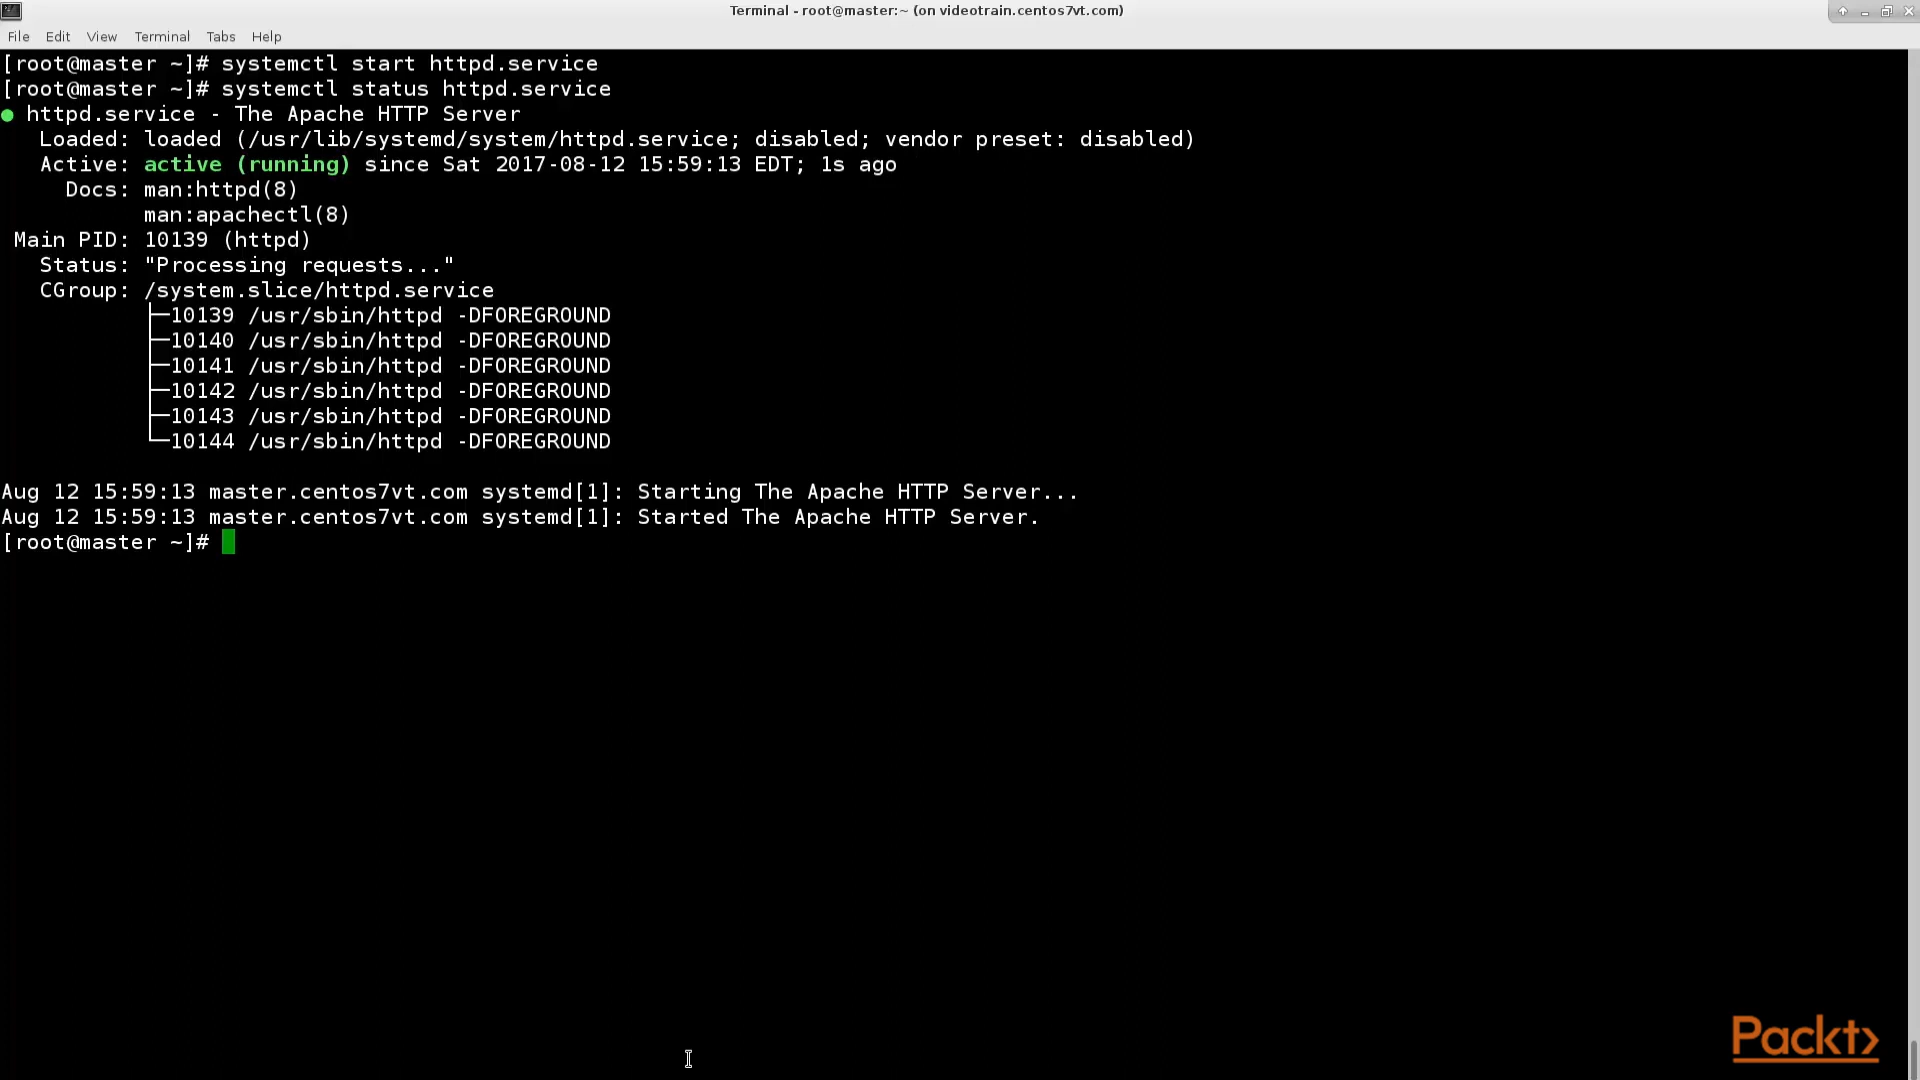 Terminal - root@master:~ (on videotrain.centos7vt.com)
File Edit View Terminal Tabs Help
[root@master ~]# systemctl start httpd.service
[root@master ~]# systemctl status httpd.service
● httpd.service - The Apache HTTP Server
   Loaded: loaded (/usr/lib/systemd/system/httpd.service; disabled; vendor preset: disabled)
   Active: active (running) since Sat 2017-08-12 15:59:13 EDT; 1s ago
     Docs: man:httpd(8)
           man:apachectl(8)
 Main PID: 10139 (httpd)
   Status: "Processing requests..."
   CGroup: /system.slice/httpd.service
           ├─10139 /usr/sbin/httpd -DFOREGROUND
           ├─10140 /usr/sbin/httpd -DFOREGROUND
           ├─10141 /usr/sbin/httpd -DFOREGROUND
           ├─10142 /usr/sbin/httpd -DFOREGROUND
           ├─10143 /usr/sbin/httpd -DFOREGROUND
           └─10144 /usr/sbin/httpd -DFOREGROUND
Aug 12 15:59:13 master.centos7vt.com systemd[1]: Starting The Apache HTTP Server...
Aug 12 15:59:13 master.centos7vt.com systemd[1]: Started The Apache HTTP Server.
[root@master ~]#
Packt>